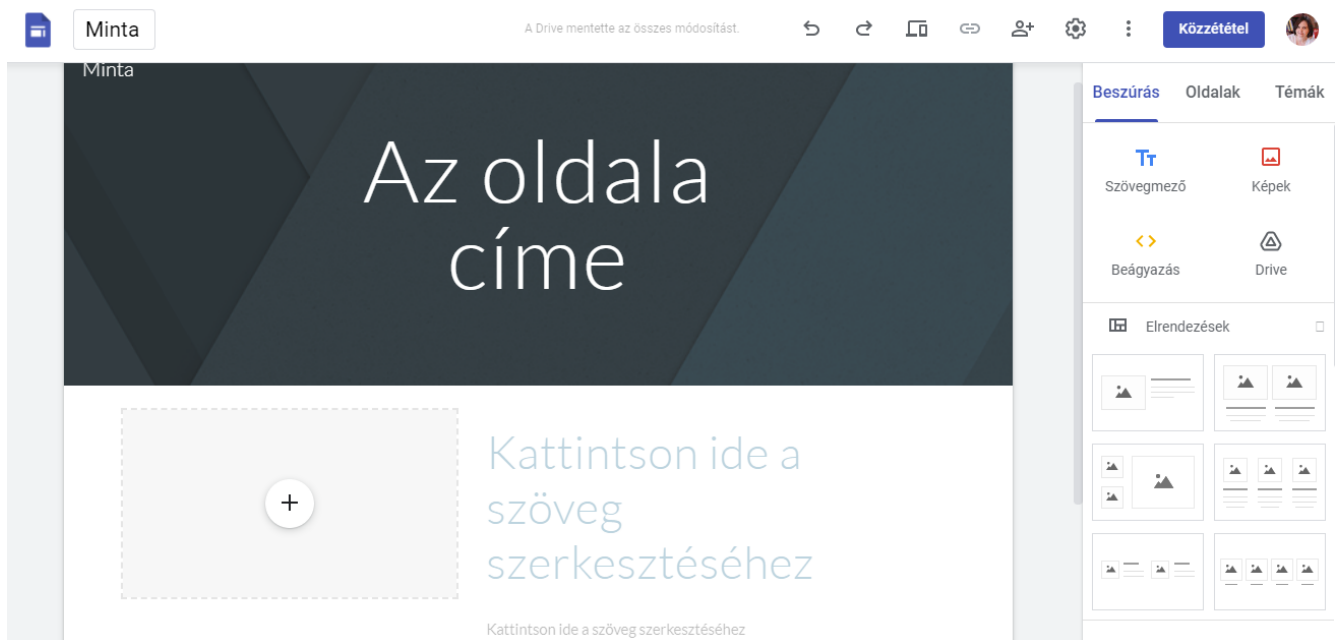 Minta
A Drive mentette az összes módosítást.
Közzététel
Minta
Az oldala
címe
Kattintson ide a
szöveg
szerkesztéséhez
Kattintson ide a szöveg szerkesztéséhez
Beszúrás Oldalak Témák
Szövegmező Képek
Beágyazás Drive
Elrendezések